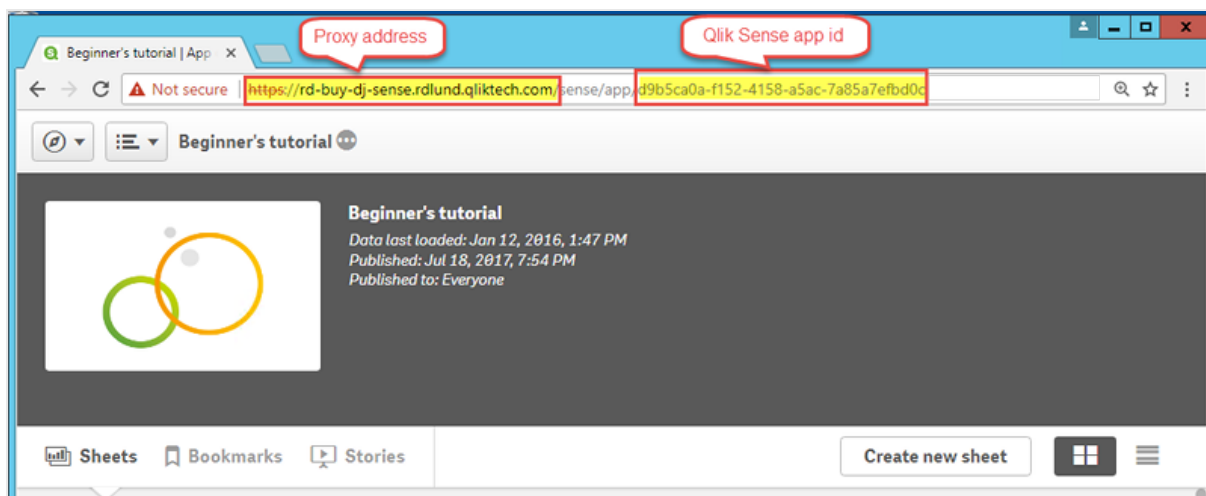 Proxy address
Qlik Sense app id
Beginner's tutorial | App
Not secure
https://rd-buy-dj-sense.rdlund.qliktech.com/sense/app/d9b5ca0a-f152-4158-a5ac-7a85a7efbd0c
Beginner's tutorial
Beginner's tutorial
Data last loaded: Jan 12, 2016, 1:47 PM
Published: Jul 18, 2017, 7:54 PM
Published to: Everyone
Sheets Bookmarks Stories Create new sheet